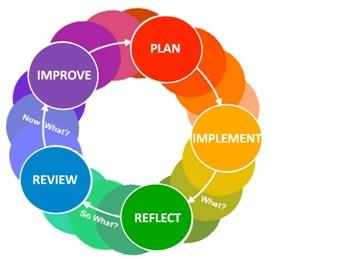 PLAN
IMPLEMENT
What?
REFLECT
So What?
REVIEW
Now What?
IMPROVE